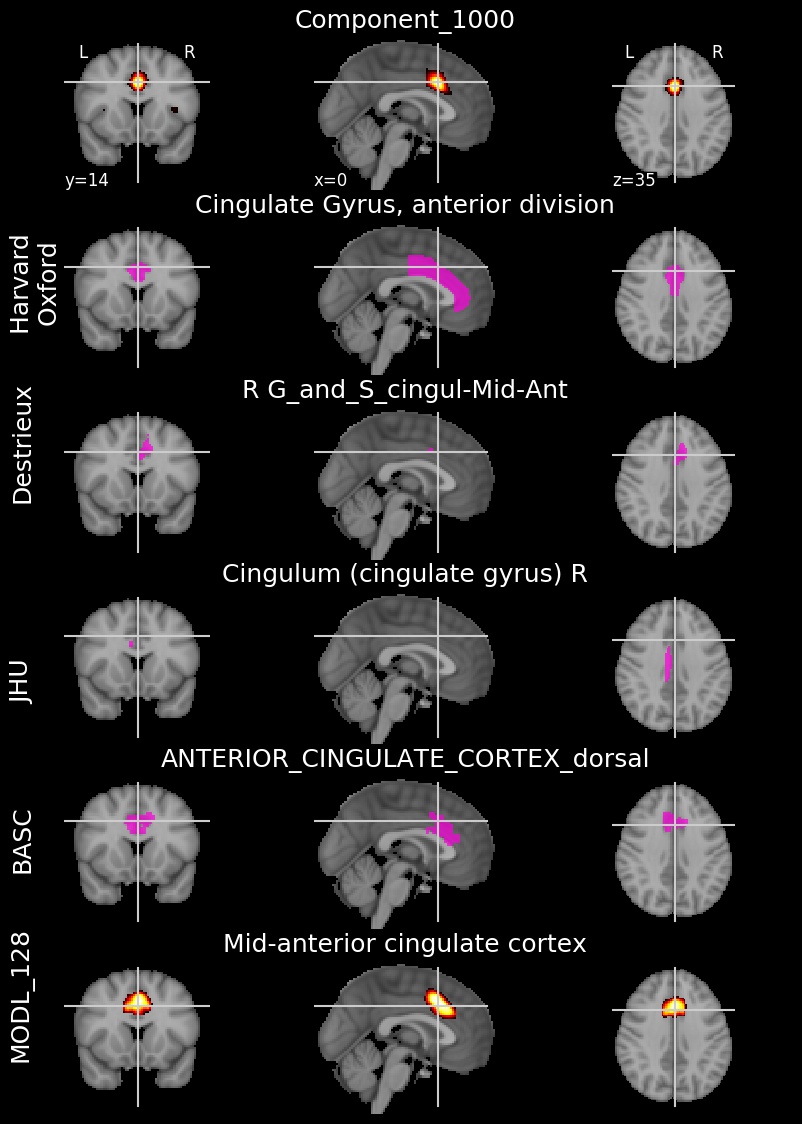 Component_1000
L R
L R
y=14
x=0
z=35
Cingulate Gyrus, anterior division
Harvard
Oxford
R G_and_S_cingul-Mid-Ant
Destrieux
Cingulum (cingulate gyrus) R
JHU
ANTERIOR_CINGULATE_CORTEX_dorsal
BASC
Mid-anterior cingulate cortex
MODL_128